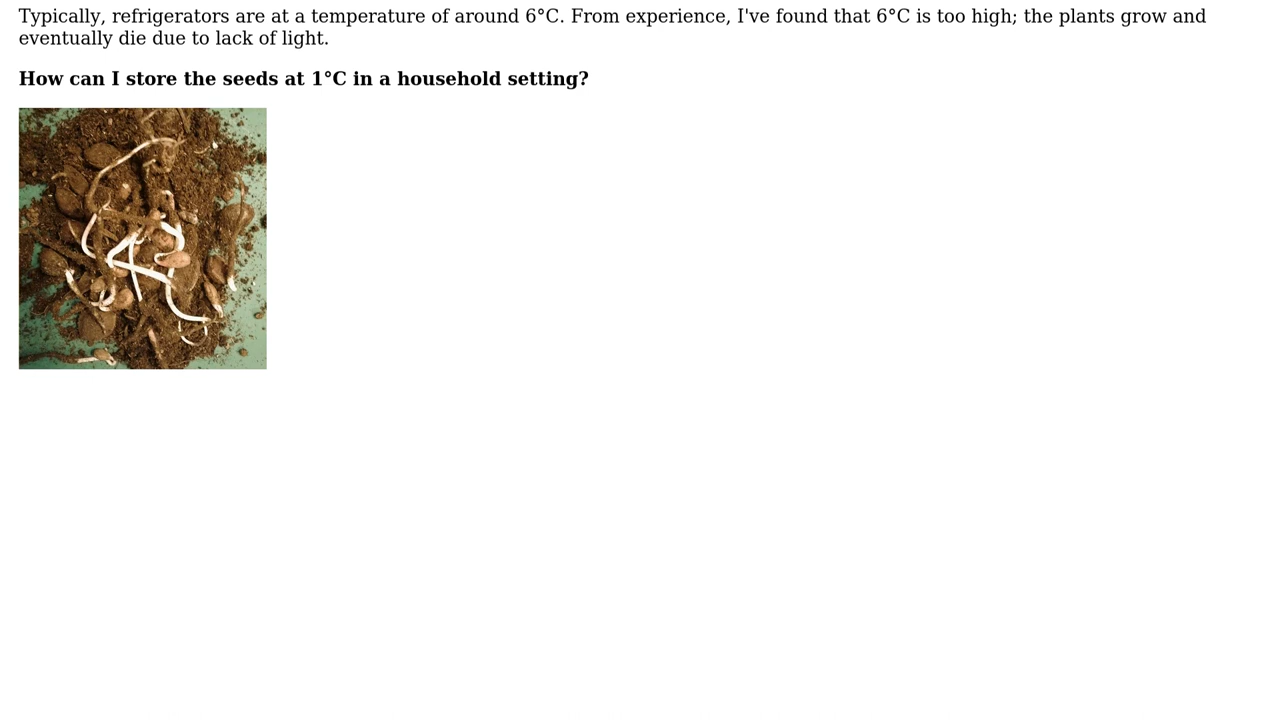 Typically, refrigerators are at a temperature of around 6°C. From experience, I've found that 6°C is too high; the plants grow and
eventually die due to lack of light.
How can I store the seeds at 1°C in a household setting?